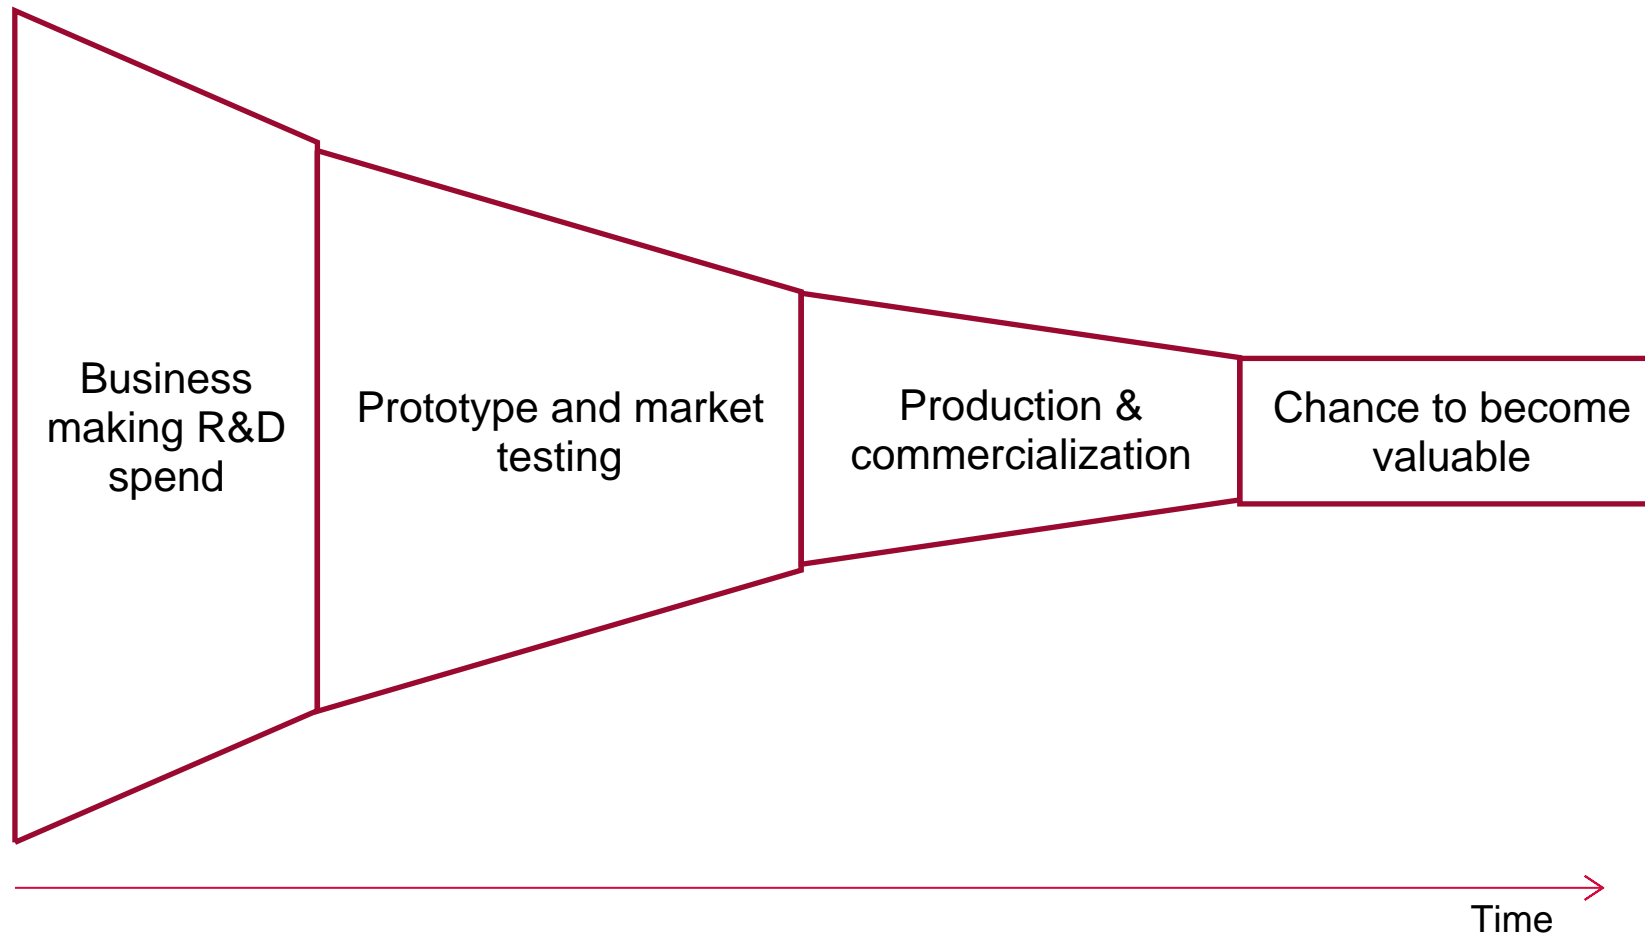 Business
making R&D
spend
Prototype and market
testing
Production &
commercialization
Chance to become
valuable
Time